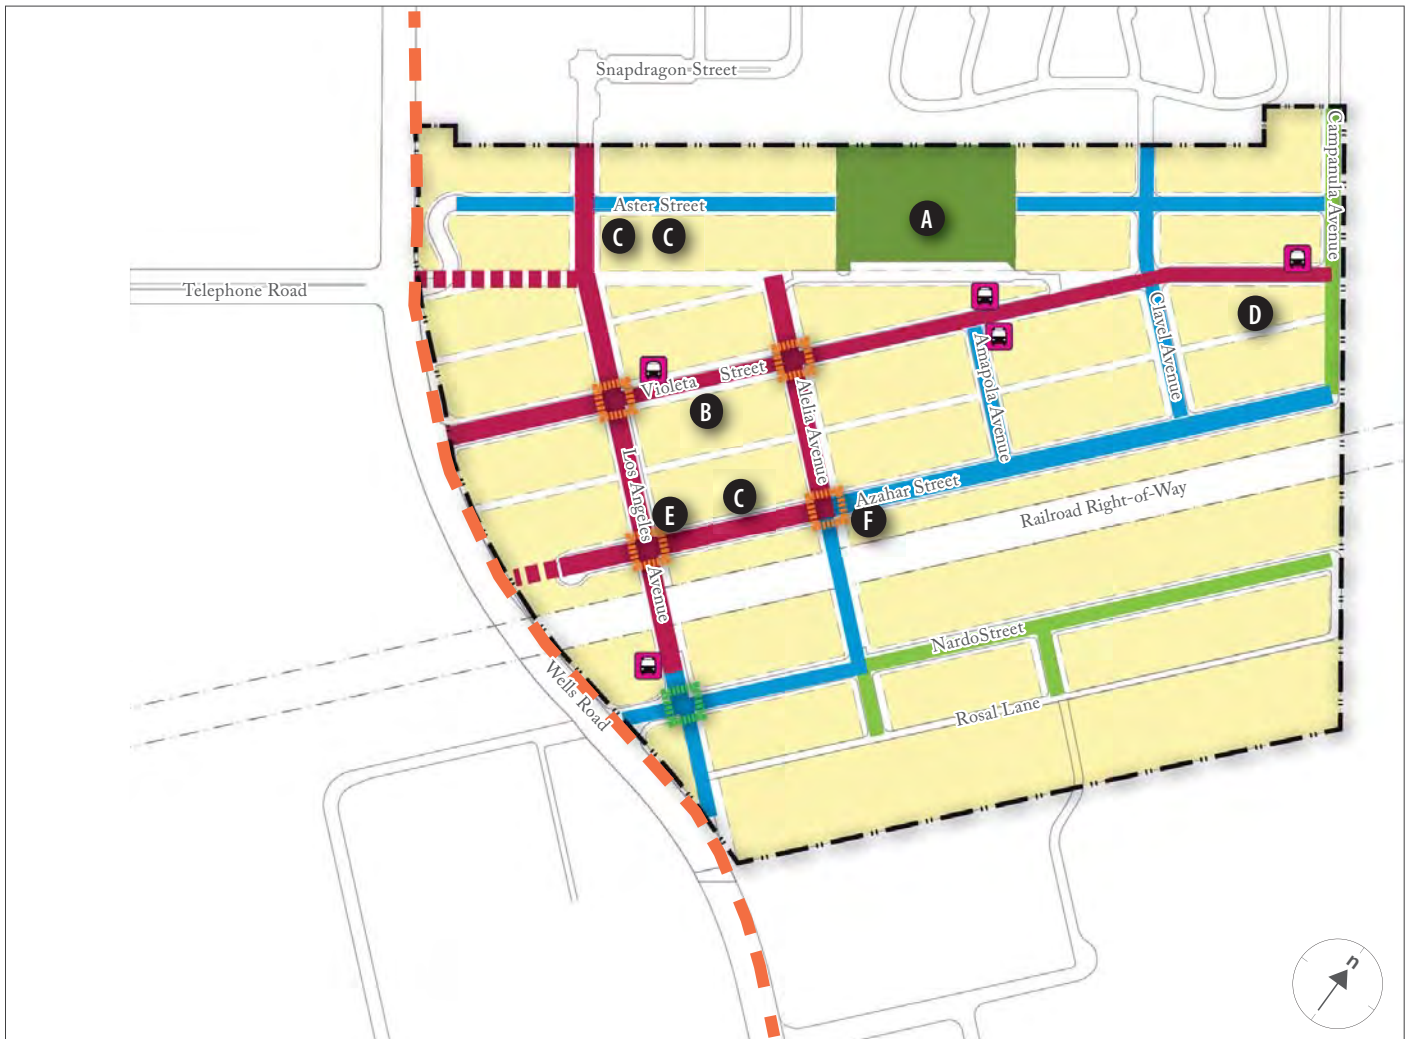 Snapdragon Street
Campanula Avenue
Aster Street
A
C C
Telephone Road
D
Clavel Avenue
Amapola Avenue
Violeta Street
Alelia Avenue
B
Los Angeles Avenue
C
E
Azahar Street
F
Railroad Right-of-Way
Nardo Street
Wells Road
Rosal Lane
n